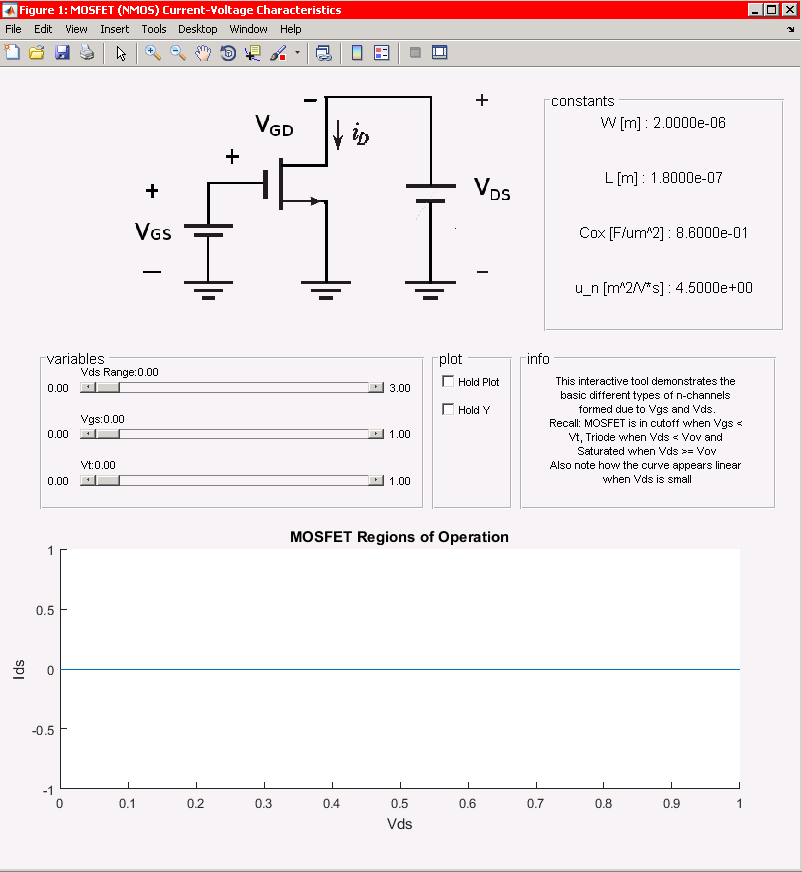 Figure 1: MOSFET (NMOS) Current-Voltage Characteristics
File Edit View Insert Tools Desktop Window Help
VGD
iD
VGS
VDS
+
+
+
−
−
−
constants
W [m] : 2.0000e-06
L [m] : 1.8000e-07
Cox [F/um^2] : 8.6000e-01
u_n [m^2/V*s] : 4.5000e+00
variables
Vds Range:0.00
0.00 3.00
Vgs:0.00
0.00 1.00
Vt:0.00
0.00 1.00
plot
Hold Plot
Hold Y
info
This interactive tool demonstrates the
basic different types of n-channels
formed due to Vgs and Vds.
Recall: MOSFET is in cutoff when Vgs <
Vt, Triode when Vds < Vov and
Saturated when Vds >= Vov
Also note how the curve appears linear
when Vds is small
MOSFET Regions of Operation
1
0.5
0
-0.5
-1
Ids
0 0.1 0.2 0.3 0.4 0.5 0.6 0.7 0.8 0.9 1
Vds